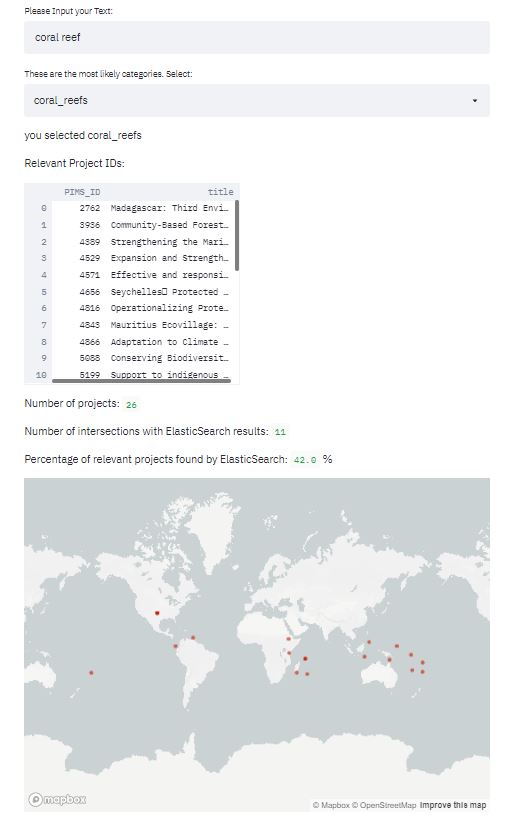 Please Input your Text:
coral reef
These are the most likely categories. Select:
coral_reefs
you selected coral_reefs
Relevant Project IDs:
PIMS_ID title
0 2762 Madagascar: Third Envi…
1 3936 Community-Based Forest…
2 4389 Strengthening the Mari…
3 4529 Expansion and Strength…
4 4571 Effective and responsi…
5 4656 Seychelles▯ Protected …
6 4816 Operationalizing Prote…
7 4843 Mauritius Ecovillage: …
8 4866 Adaptation to Climate …
9 5088 Conserving Biodiversit…
10 5199 Support to indigenous …
Number of projects: 26
Number of intersections with ElasticSearch results: 11
Percentage of relevant projects found by ElasticSearch: 42.0 %
mapbox
© Mapbox © OpenStreetMap Improve this map